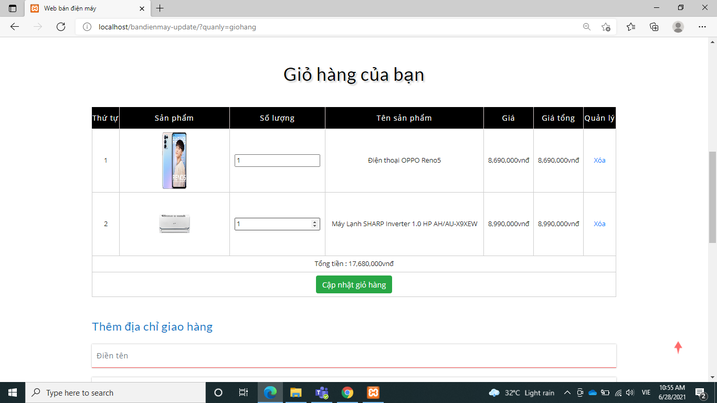 Web bán điện máy
localhost/bandienmay-update/?quanly=giohang
Giỏ hàng của bạn
Thứ tự Sản phẩm Số lượng Tên sản phẩm Giá Giá tổng Quản lý
1 1 Điện thoại OPPO Reno5 8,690,000vnđ 8,690,000vnđ Xóa
2 1 Máy Lạnh SHARP Inverter 1.0 HP AH/AU-X9XEW 8,990,000vnđ 8,990,000vnđ Xóa
Tổng tiền : 17,680,000vnđ
Cập nhật giỏ hàng
Thêm địa chỉ giao hàng
Điền tên
Type here to search
32°C Light rain
VIE
10:55 AM
6/28/2021
2